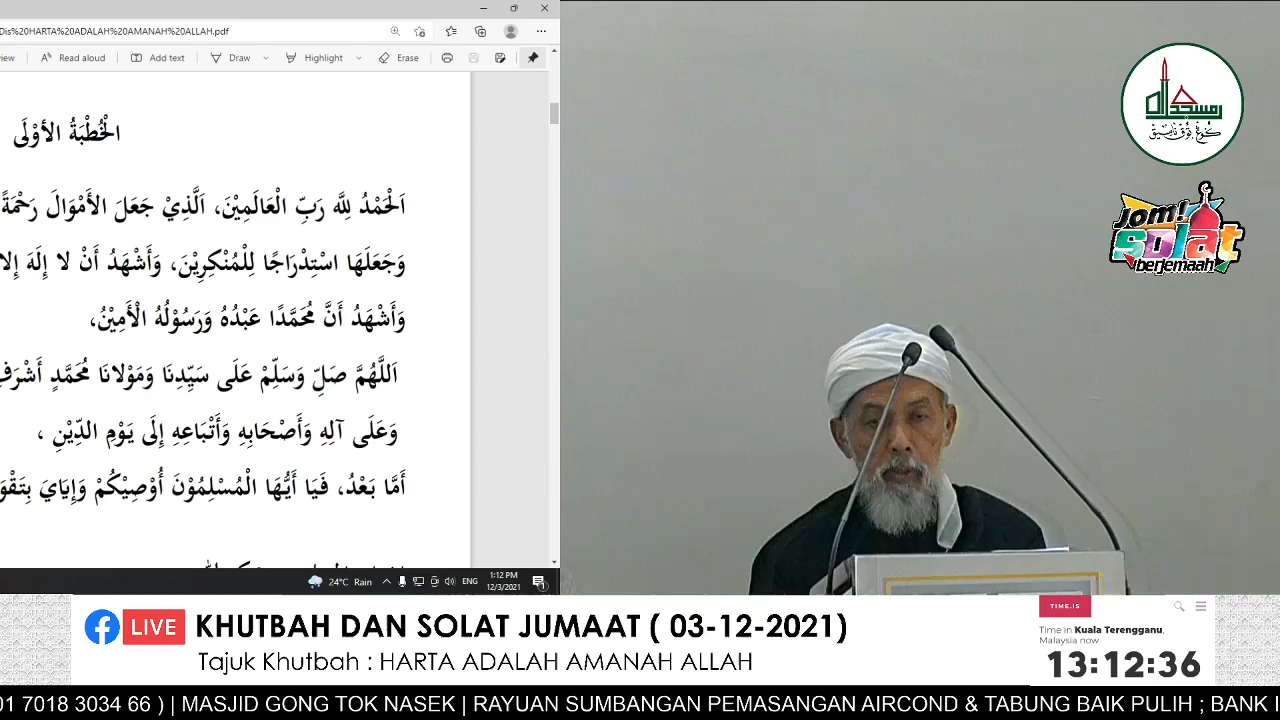 Dis%20HARTA%20ADALAH%20AMANAH%20ALLAH.pdf
Read aloud
Add text
Draw
Highlight
Erase
الْخُطْبَةُ الأوْلَى
اَلْحَمْدُ لِلَّهِ رَبِّ الْعَالَمِيْنَ، اَلَّذِيْ جَعَلَ الأَمْوَالَ رَحْمَةً
وَجَعَلَهَا اسْتِدْرَاجًا لِلْمُنْكِرِيْنَ، وَأَشْهَدُ أَنْ لا إِلَهَ إِلا
وَأَشْهَدُ أَنَّ مُحَمَّدًا عَبْدُهُ وَرَسُوْلُهُ الْأَمِيْنُ،
اَللَّهُمَّ صَلِّ وَسَلِّمْ عَلَى سَيِّدِنَا وَمَوْلانَا مُحَمَّدٍ أَشْرَفِ
وَعَلَى آلِهِ وَأَصْحَابِهِ وَأَتْبَاعِهِ إِلَى يَوْمِ الدِّيْنِ ،
أَمَّا بَعْدُ، فَيَا أَيُّهَا الْمُسْلِمُوْنَ أُوْصِيْكُمْ وَإِيَايَ بِتَقْوَ
24°C Rain
ENG
1:12 PM
12/3/2021
مسجد
Jom!
solat
berjemaah
LIVE
KHUTBAH DAN SOLAT JUMAAT ( 03-12-2021)
Tajuk Khutbah : HARTA ADALAH AMANAH ALLAH
TIME.IS
Time in Kuala Terengganu,
Malaysia now
13:12:36
01 7018 3034 66 ) | MASJID GONG TOK NASEK | RAYUAN SUMBANGAN PEMASANGAN AIRCOND & TABUNG BAIK PULIH ; BANK I